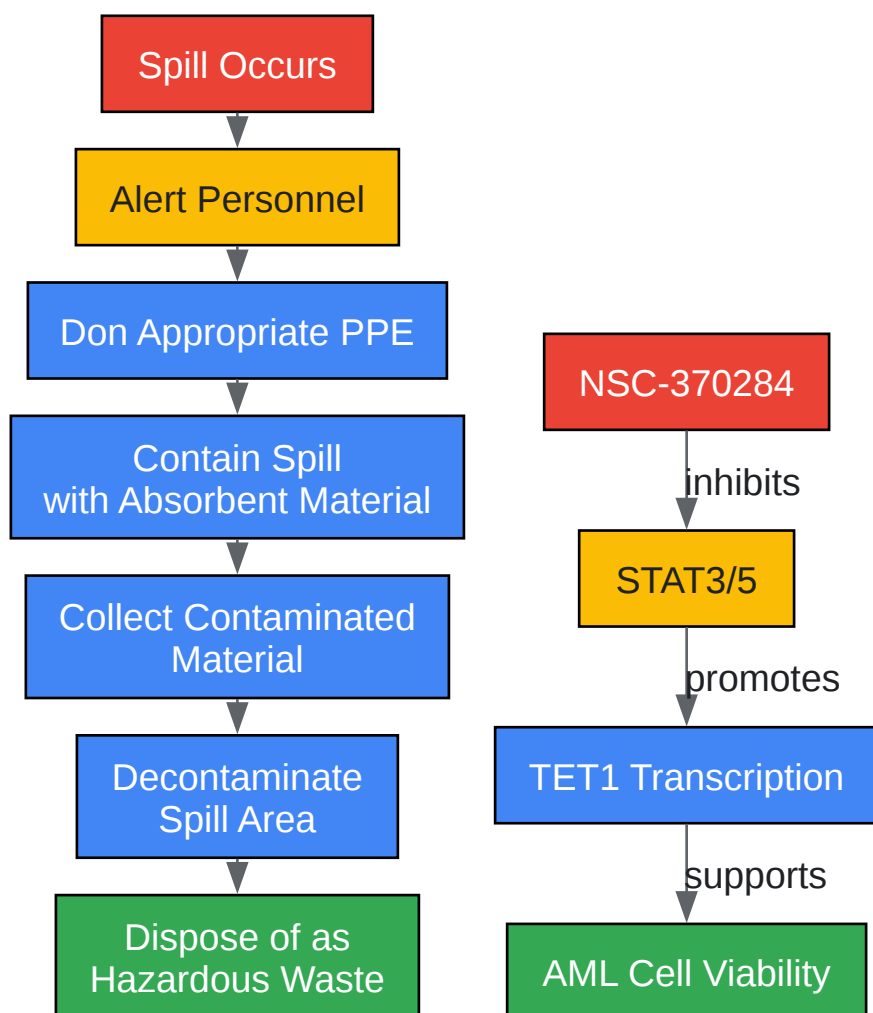 Spill Occurs
Alert Personnel
Don Appropriate PPE
Contain Spill
with Absorbent Material
Collect Contaminated
Material
Decontaminate
Spill Area
Dispose of as
Hazardous Waste
NSC-370284
inhibits
STAT3/5
promotes
TET1 Transcription
supports
AML Cell Viability